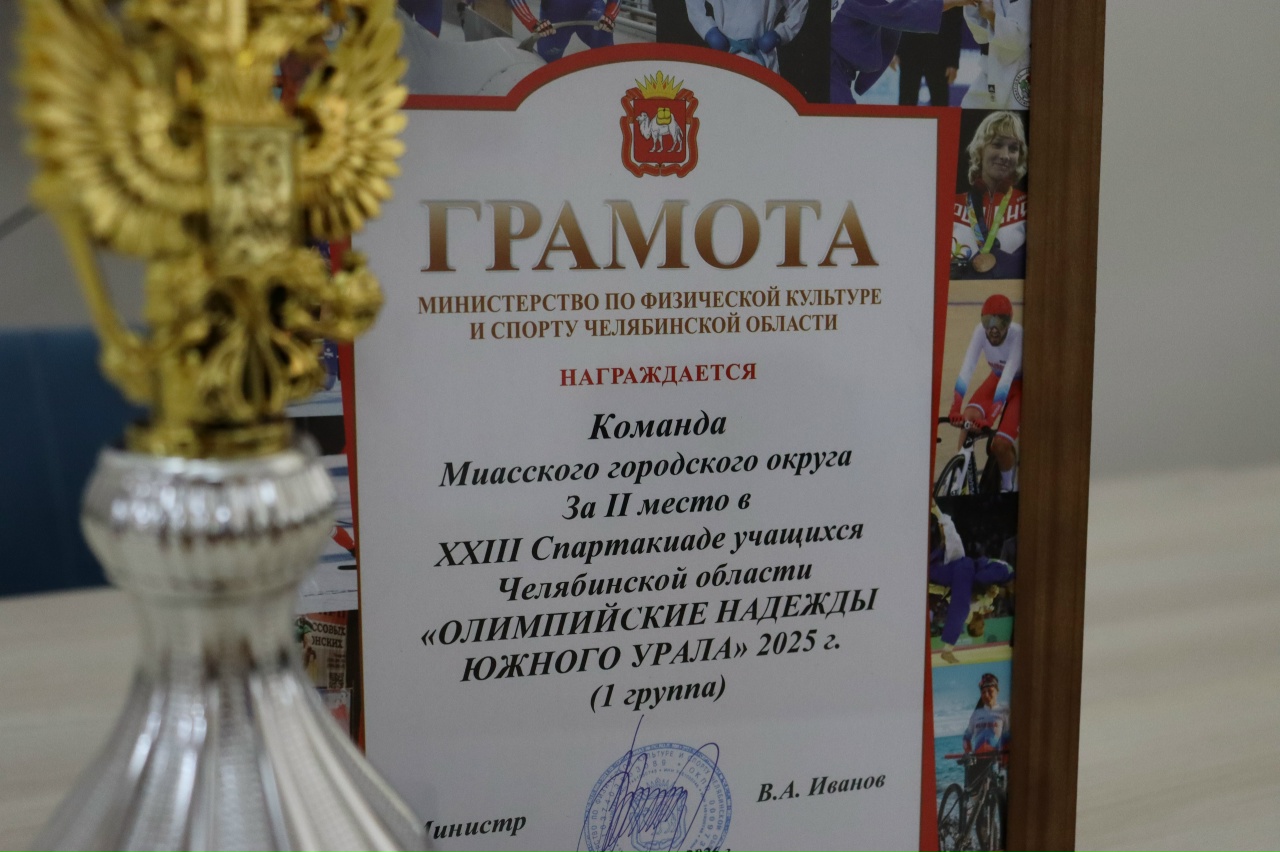 ГРАМОТА
МИНИСТЕРСТВО ПО ФИЗИЧЕСКОЙ КУЛЬТУРЕ
И СПОРТУ ЧЕЛЯБИНСКОЙ ОБЛАСТИ
НАГРАЖДАЕТСЯ
Команда
Миасского городского округа
За II место в
XXIII Спартакиаде учащихся
Челябинской области
«ОЛИМПИЙСКИЕ НАДЕЖДЫ
ЮЖНОГО УРАЛА» 2025 г.
(1 группа)
Министр
В.А. Иванов